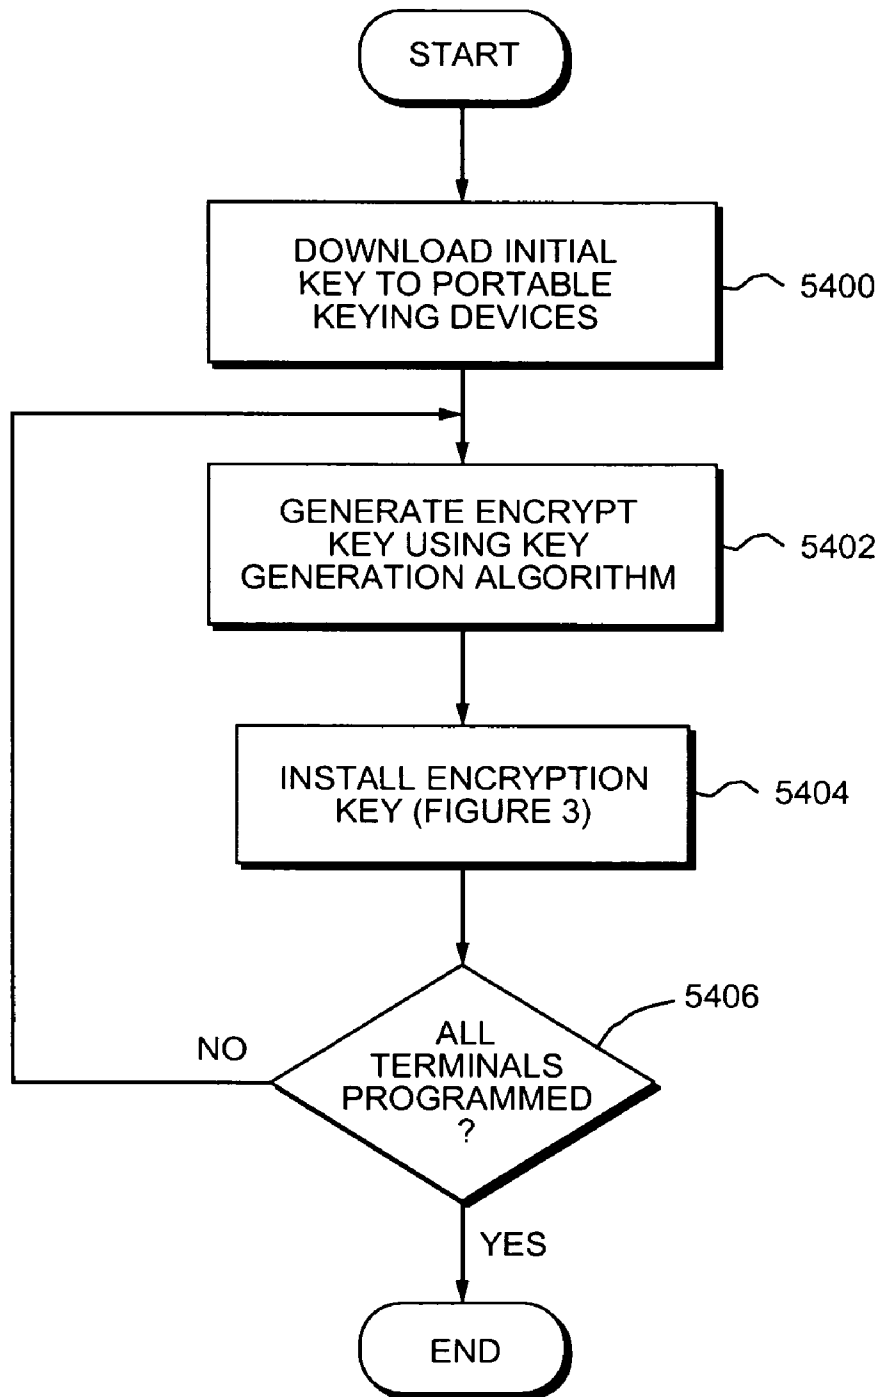 START
DOWNLOAD INITIAL
KEY TO PORTABLE
KEYING DEVICES
5400
GENERATE ENCRYPT
KEY USING KEY
GENERATION ALGORITHM
5402
INSTALL ENCRYPTION
KEY (FIGURE 3)
5404
5406
ALL
TERMINALS
PROGRAMMED
?
NO
YES
END